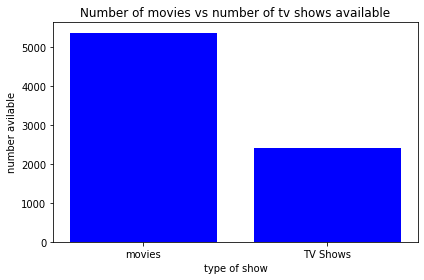 Number of movies vs number of tv shows available
number avilable
5000
4000
3000
2000
1000
0
movies
TV Shows
type of show